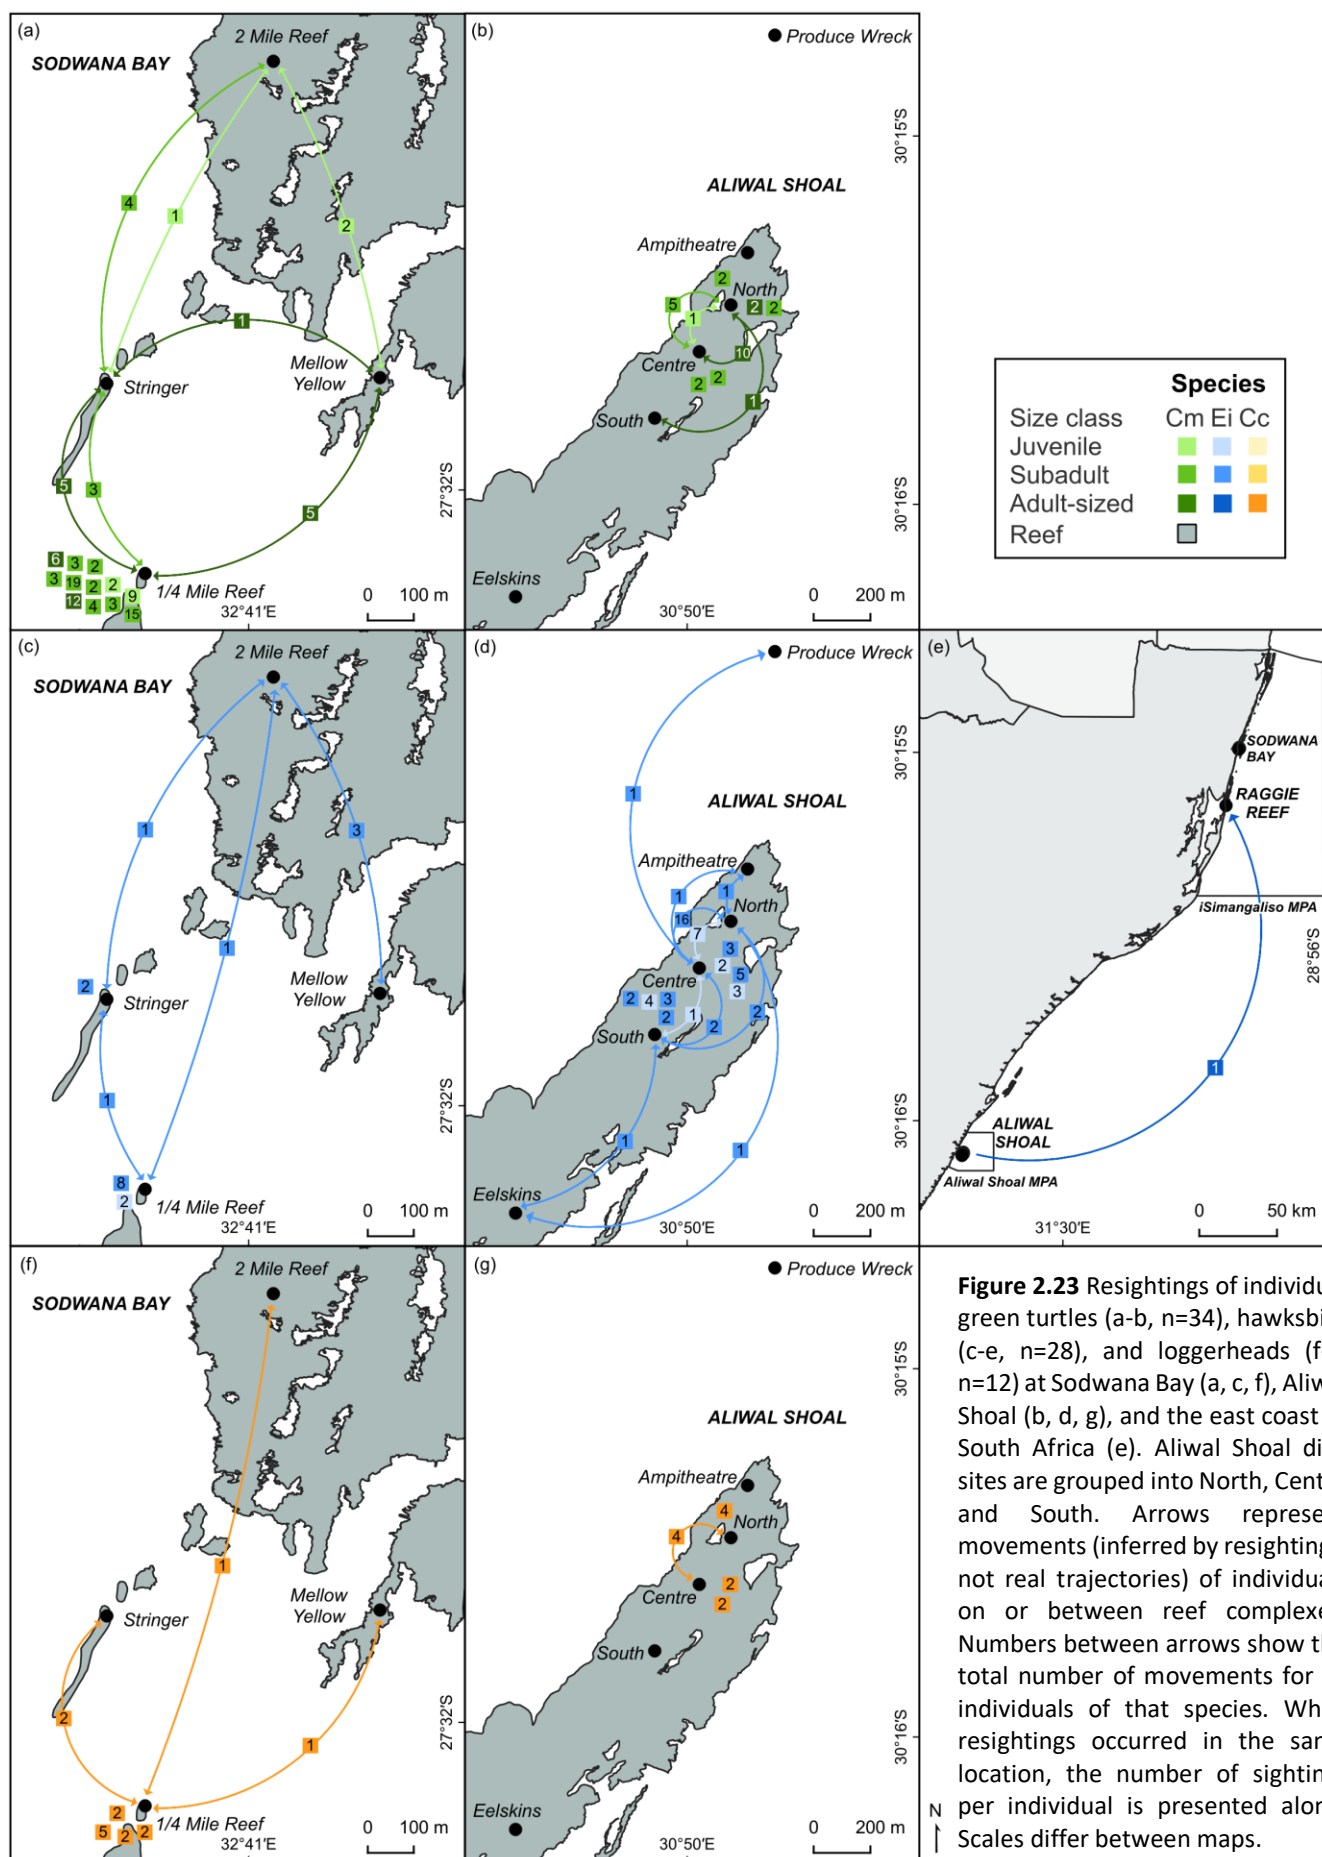 (a)
2 Mile Reef
SODWANA BAY
4
1
2
1
Mellow
Yellow
Stringer
5
3
5
27°32'S
6 3 2
3 19 2 2
12 4 3 9
15
1/4 Mile Reef
32°41'E
0 100 m
(b)
Produce Wreck
30°15'S
ALIWAL SHOAL
Ampitheatre
2
North
5
2 2
1
10
Centre
2 2
1
South
30°16'S
Eelskins
30°50'E
0 200 m
Species
Size class Cm Ei Cc
Juvenile
Subadult
Adult-sized
Reef
(c)
2 Mile Reef
SODWANA BAY
1
3
1
Mellow
Yellow
2
Stringer
1
27°32'S
8
2
1/4 Mile Reef
32°41'E
0 100 m
(d)
Produce Wreck
30°15'S
1
ALIWAL SHOAL
Ampitheatre
1 1
North
16
7
3
2
5
Centre
3
2 4 3
2 1
2
2
South
30°16'S
1
1
Eelskins
30°50'E
0 200 m
(e)
SODWANA
BAY
RAGGIE
REEF
iSimangaliso MPA
28°56'S
1
ALIWAL
SHOAL
Aliwal Shoal MPA
31°30'E
0 50 km
(f)
2 Mile Reef
SODWANA BAY
1
Mellow
Yellow
Stringer
2
1
27°32'S
2
5 2 2
1/4 Mile Reef
32°41'E
0 100 m
(g)
Produce Wreck
30°15'S
ALIWAL SHOAL
Ampitheatre
4
North
4
Centre
2
2
South
30°16'S
Eelskins
30°50'E
0 200 m
Figure 2.23 Resightings of individu
green turtles (a-b, n=34), hawksbi
(c-e, n=28), and loggerheads (f
n=12) at Sodwana Bay (a, c, f), Aliw
Shoal (b, d, g), and the east coast
South Africa (e). Aliwal Shoal di
sites are grouped into North, Cent
and South. Arrows represe
movements (inferred by resighting
not real trajectories) of individua
on or between reef complexe
Numbers between arrows show th
total number of movements for
individuals of that species. Whe
resightings occurred in the san
location, the number of sightin
per individual is presented alon
Scales differ between maps.
N